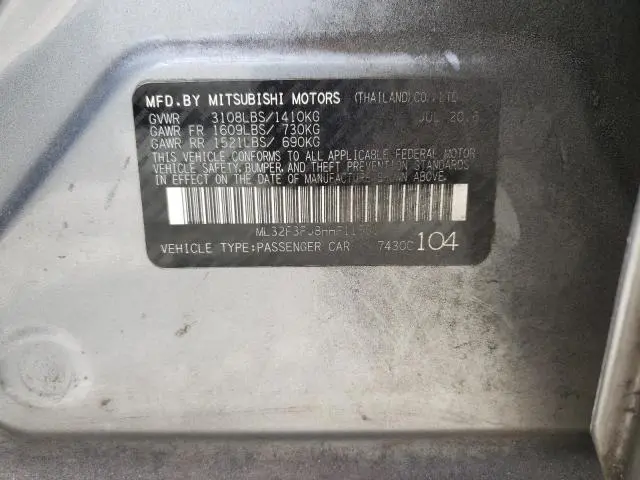 MFD.BY MITSUBISHI MOTORS (THAILAND)CO.,LTD
GVWR 3108LBS/1410KG
GAWR FR 1609LBS/ 730KG
GAWR RR 1521LBS/ 690KG
THIS VEHICLE CONFORMS TO ALL APPLICABLE FEDERAL MOTOR
VEHICLE SAFETY, BUMPER, AND THEFT PREVENTION STANDARDS
IN EFFECT ON THE DATE OF MANUFACTURE SHOWN ABOVE.
VEHICLE TYPE:PASSENGER CAR 7430C 104